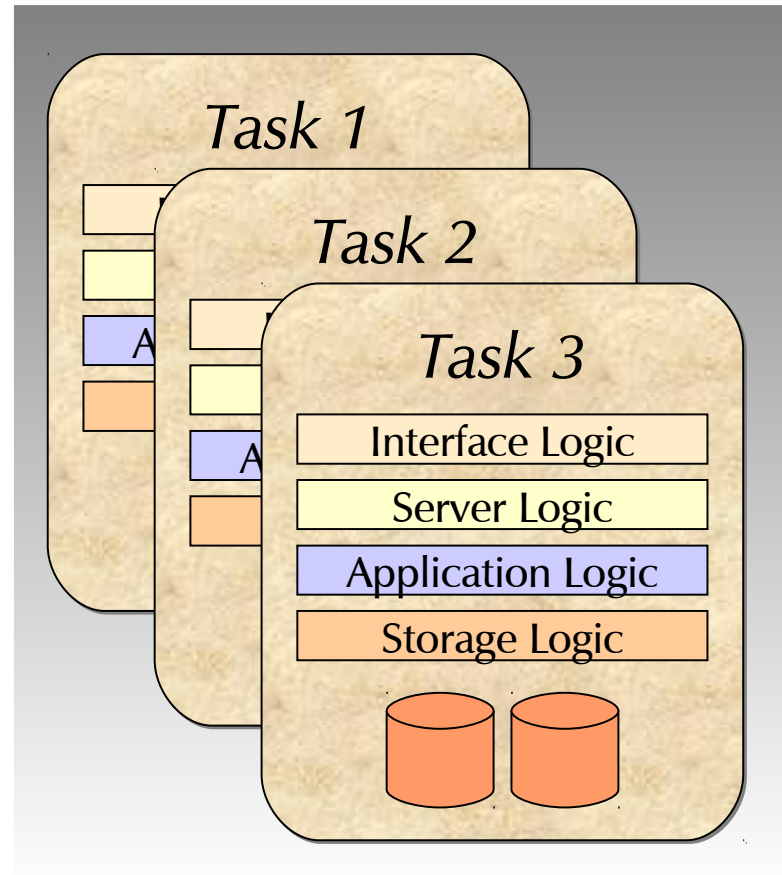 Task 1
Task 2
A
Task 3
A
Interface Logic
Server Logic
Application Logic
Storage Logic